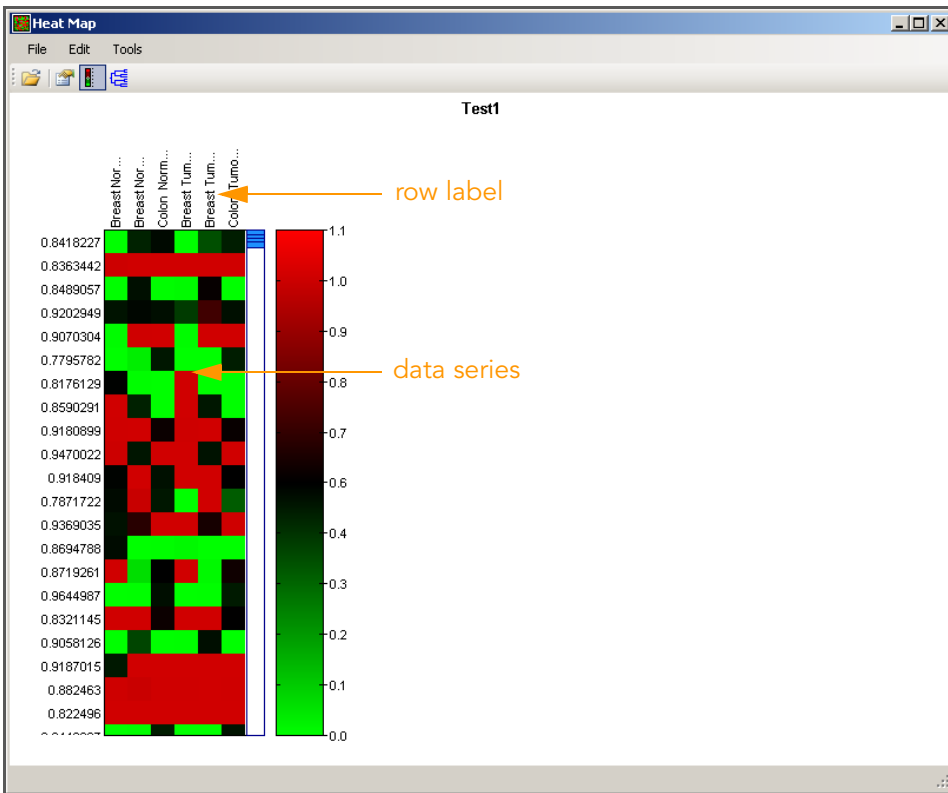 Heat Map
File Edit Tools
Test1
Breast Nor...
Breast Nor...
Colon Norm...
Breast Tum...
Breast Tum...
Colon Tumo...
row label
data series
0.8418227
0.8363442
0.8489057
0.9202949
0.9070304
0.7795782
0.8176129
0.8590291
0.9180899
0.9470022
0.918409
0.7871722
0.9369035
0.8694788
0.8719261
0.9644987
0.8321145
0.9058126
0.9187015
0.882463
0.822496
1.1
1.0
0.9
0.8
0.7
0.6
0.4
0.3
0.2
0.1
0.0